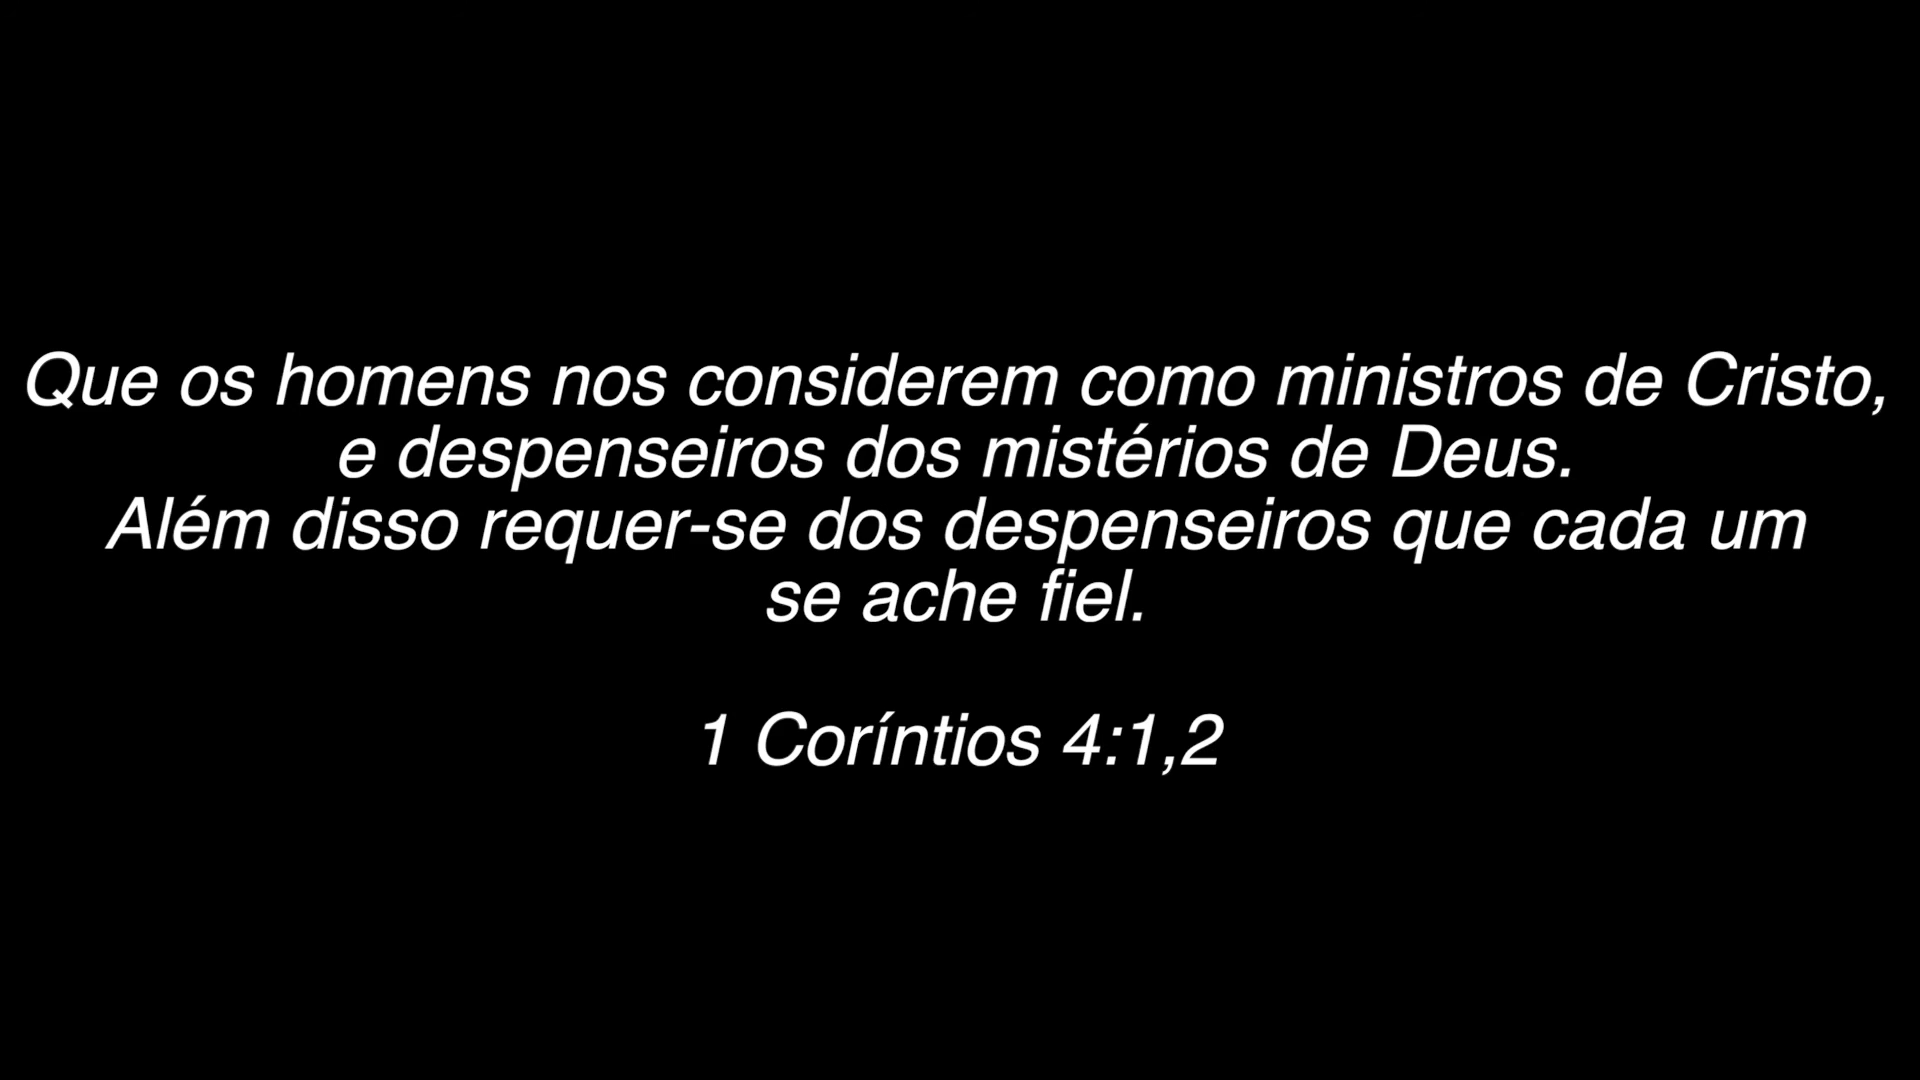 Que os homens nos considerem como ministros de Cristo,
e despenseiros dos mistérios de Deus.
Além disso requer-se dos despenseiros que cada um
se ache fiel.
1 Coríntios 4:1,2